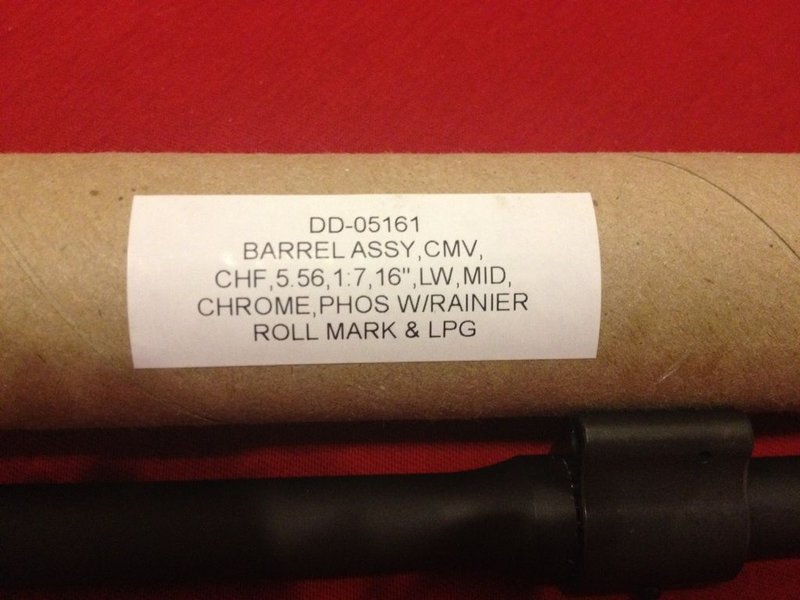 DD-05161
BARREL ASSY,CMV,
CHF,5.56,1:7,16",LW,MID,
CHROME,PHOS W/RAINIER
ROLL MARK & LPG